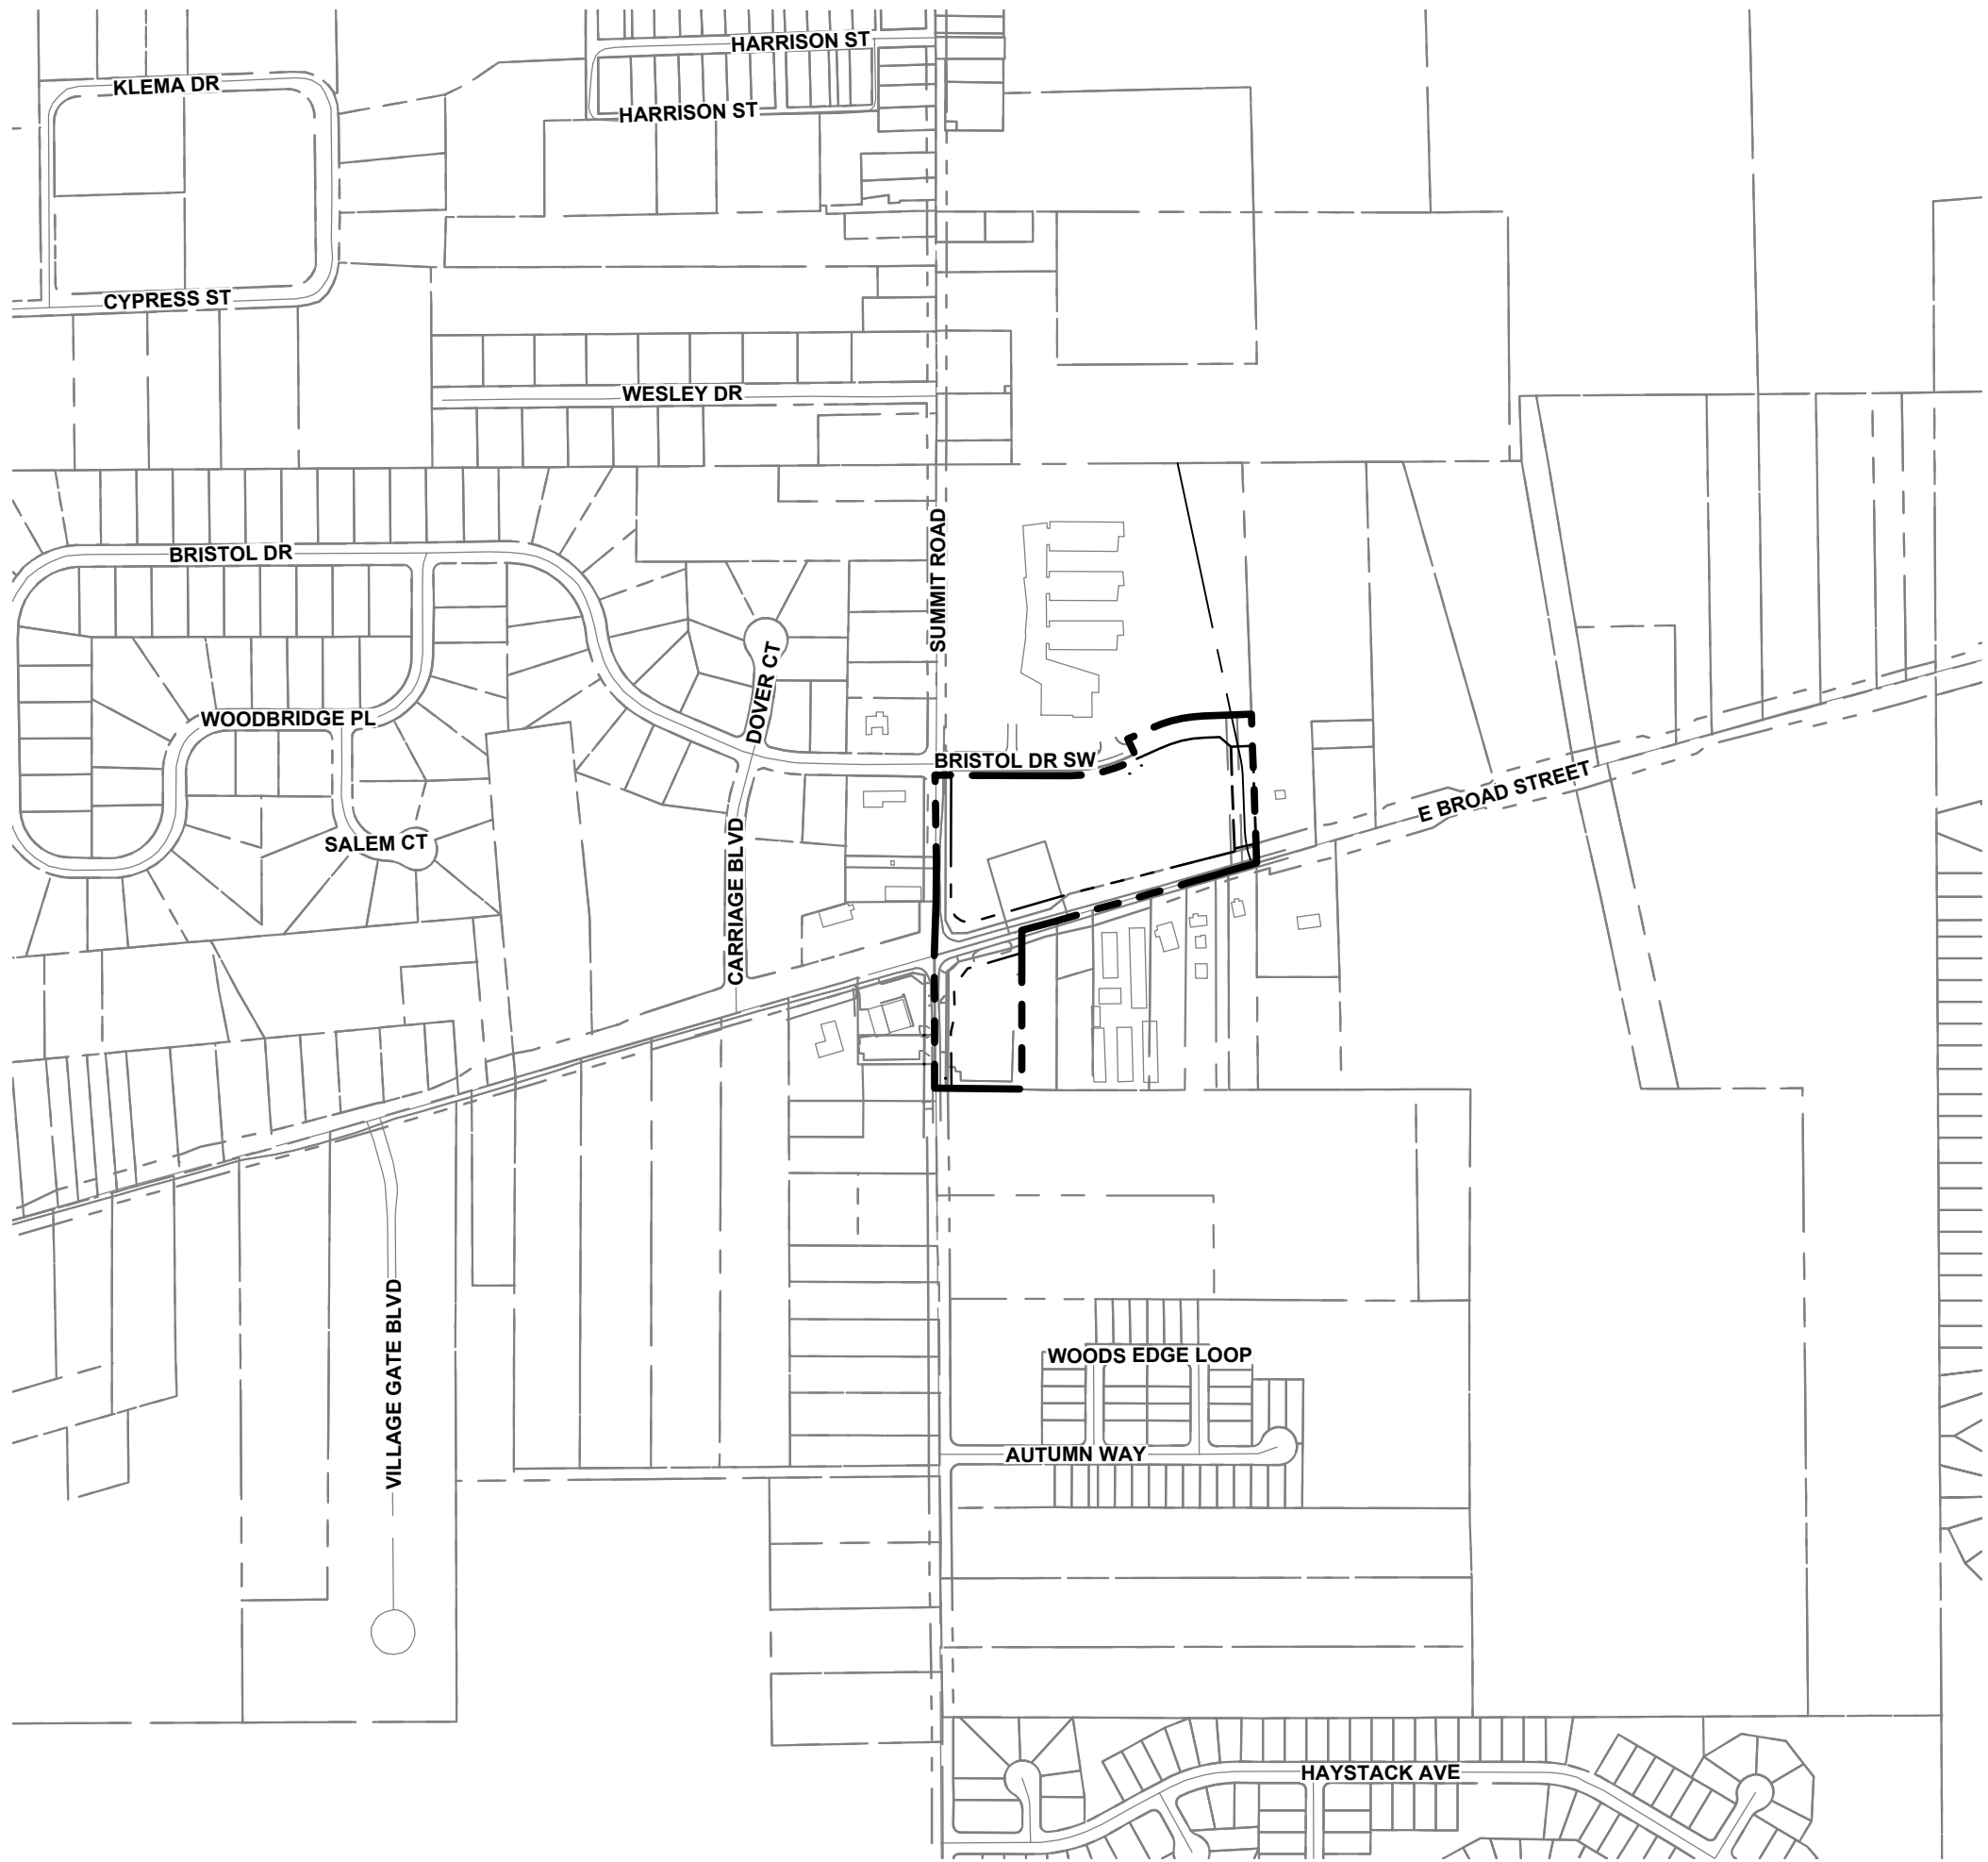 HARRISON ST
KLEMA DR
HARRISON ST
CYPRESS ST
WESLEY DR
SUMMIT ROAD
BRISTOL DR
DOVER CT
WOODBRIDGE PL
BRISTOL DR SW
E BROAD STREET
SALEM CT
CARRIAGE BLVD
VILLAGE GATE BLVD
WOODS EDGE LOOP
AUTUMN WAY
HAYSTACK AVE